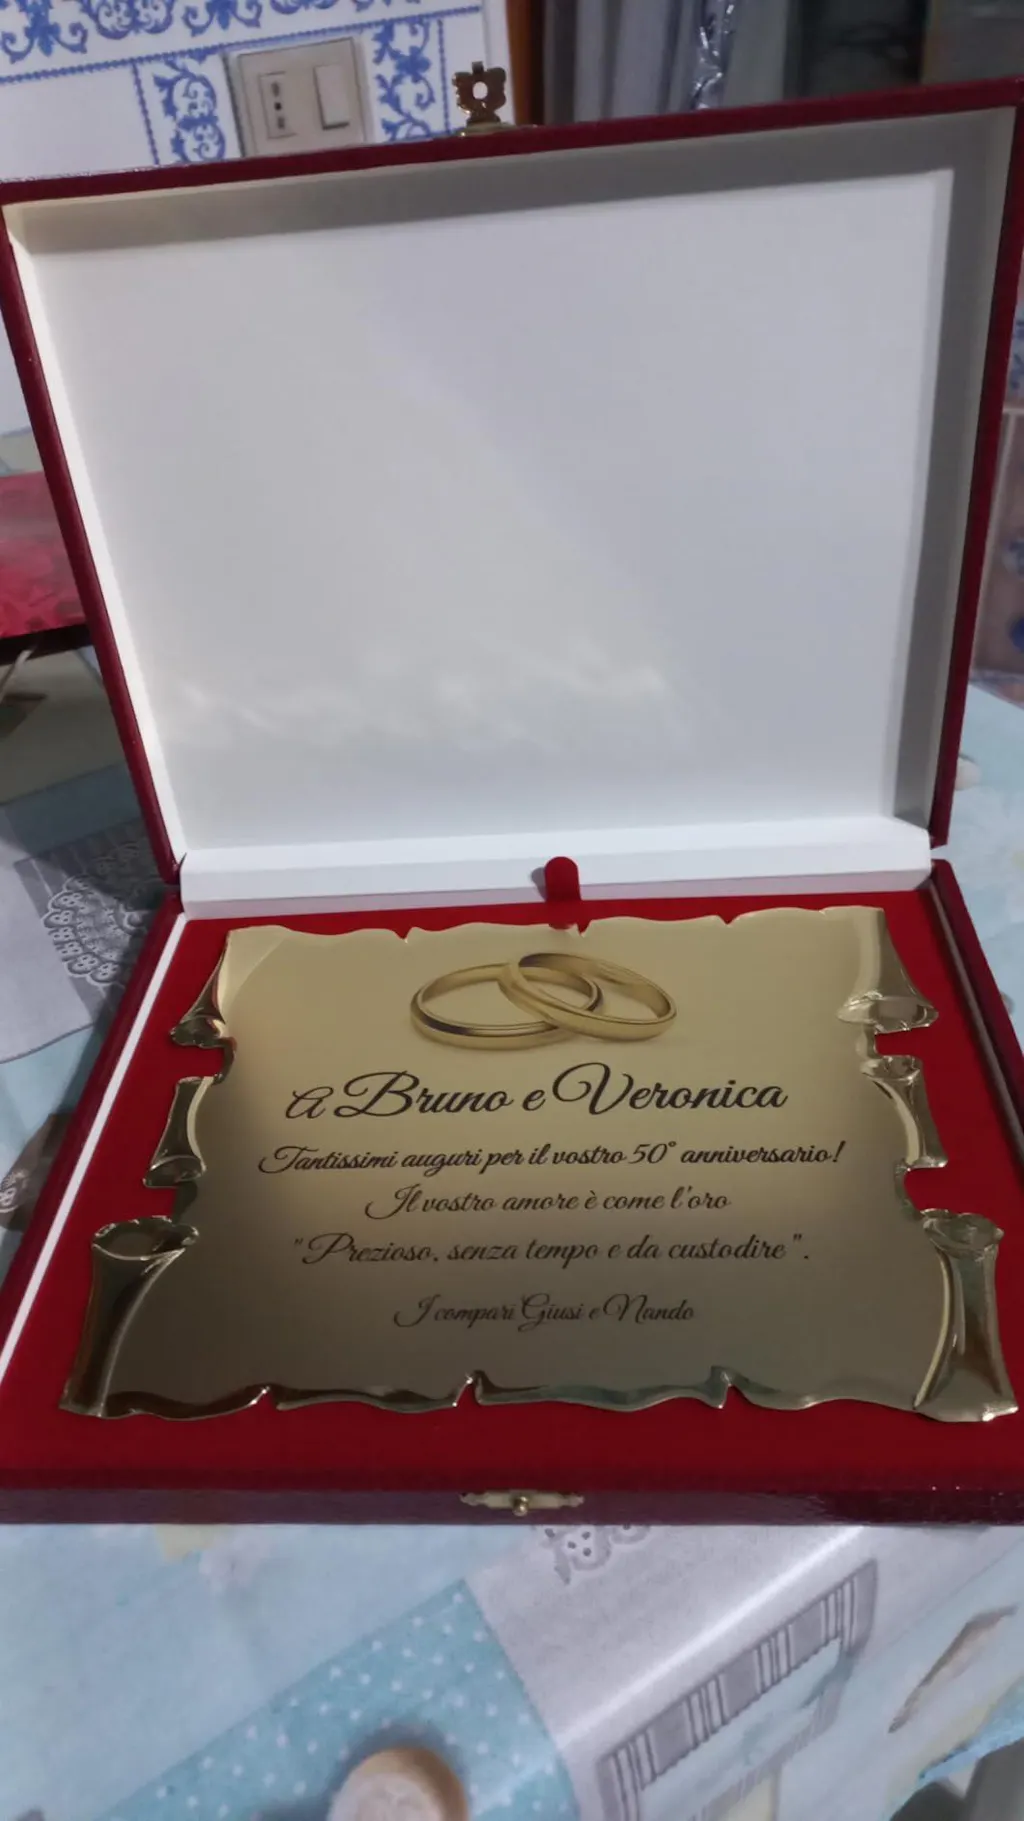 A Bruno e Veronica
Tantissimi auguri per il vostro 50° anniversario!
Il vostro amore è come l'oro
"Prezioso, senza tempo e da custodire".
I compari Giusi e Nando